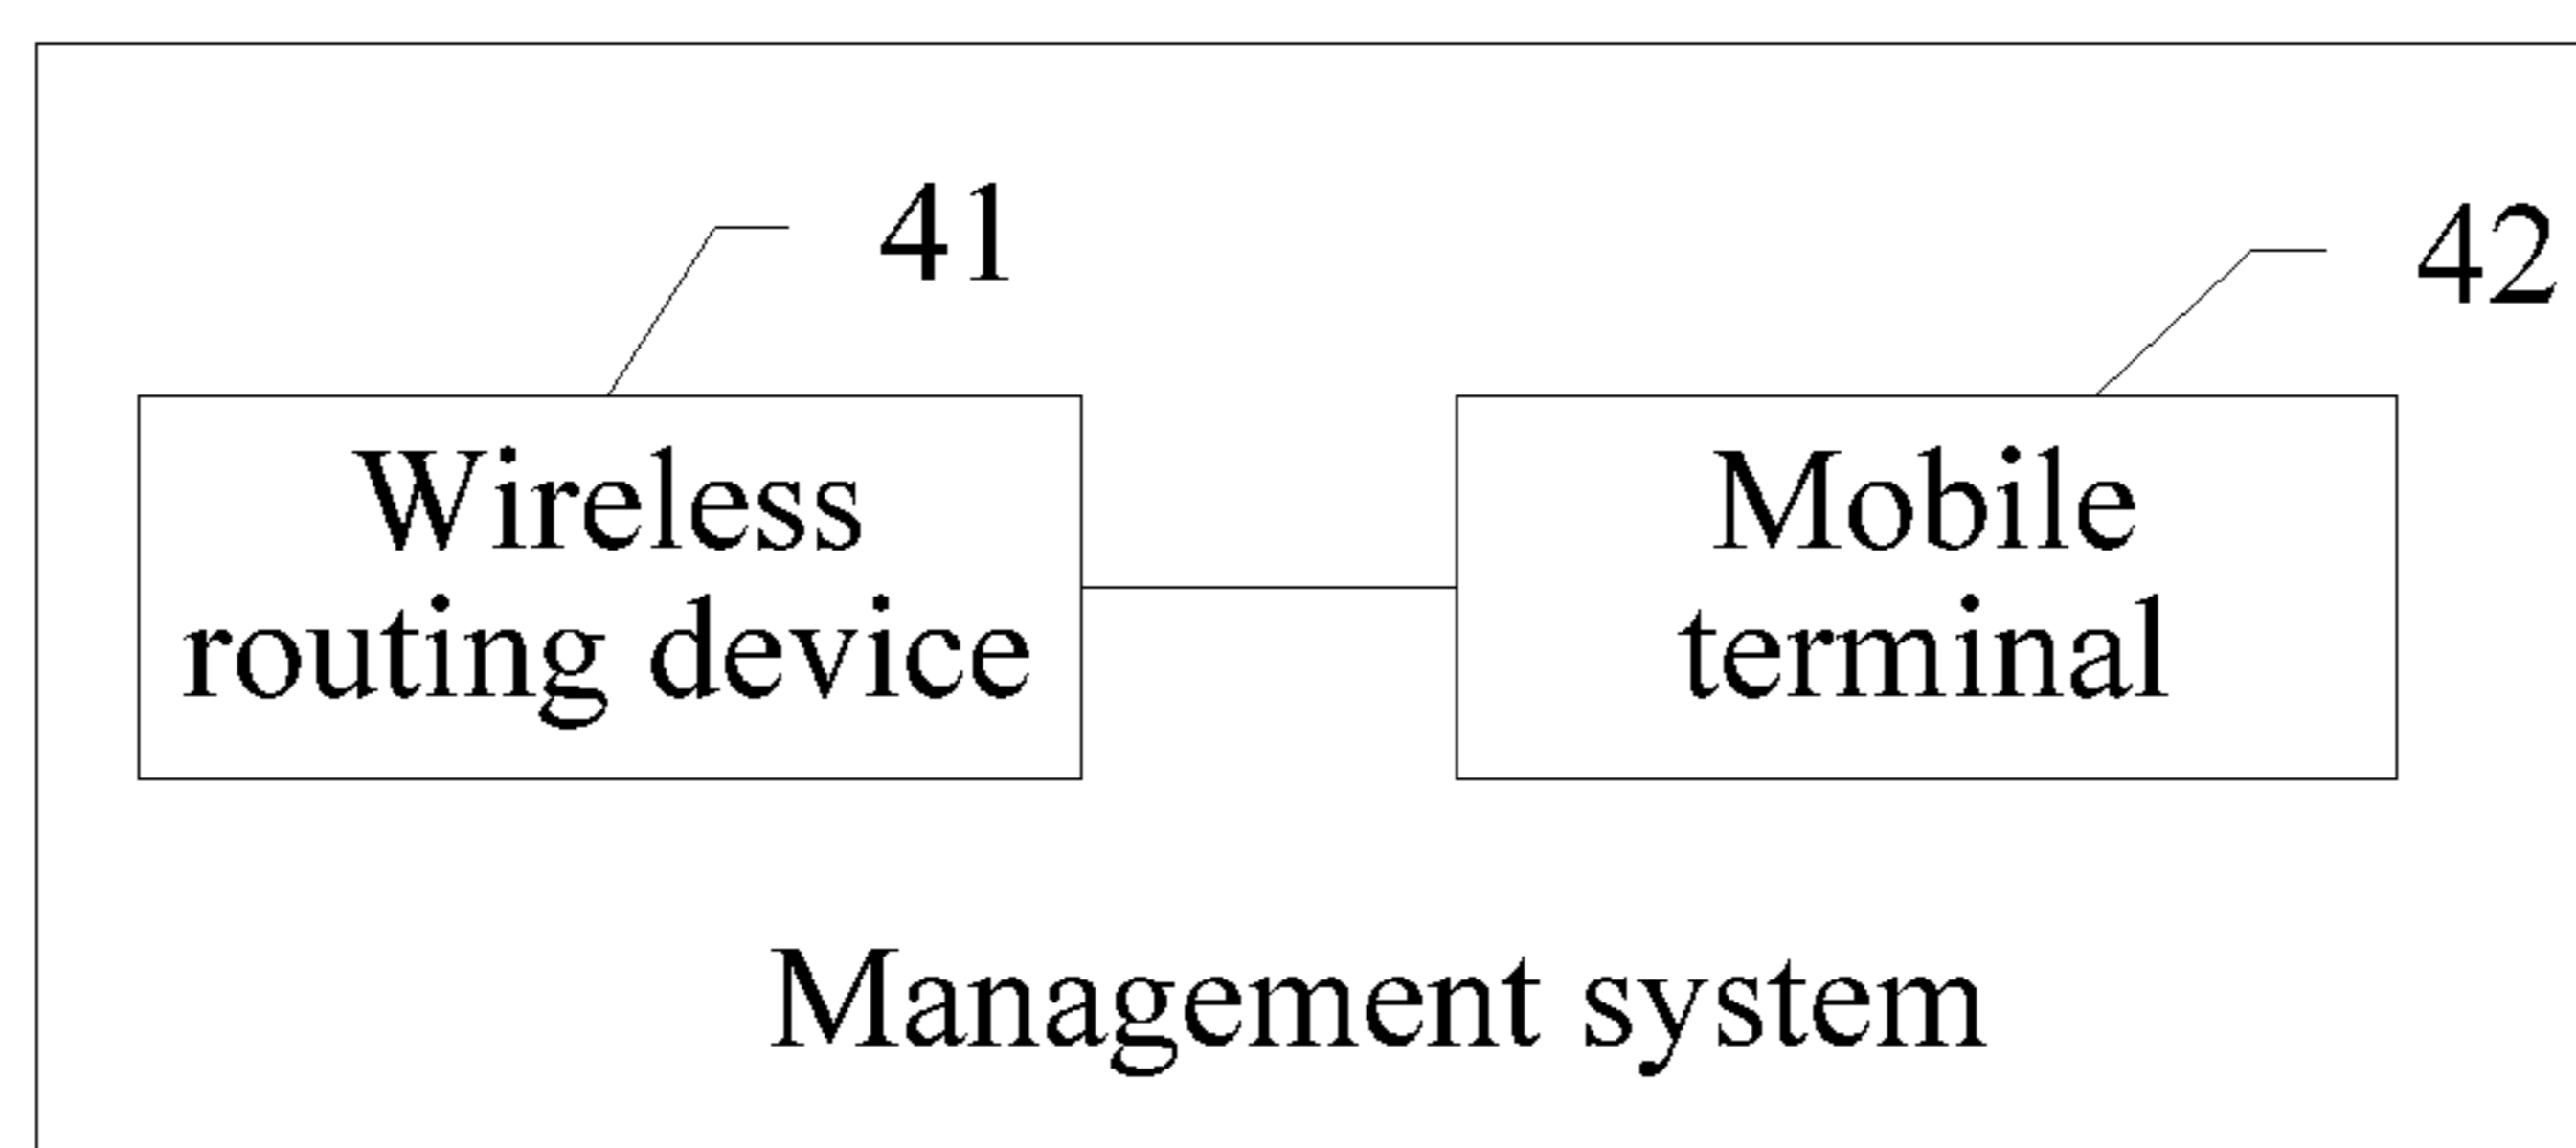 41
42
Wireless
routing device
Mobile
terminal
Management system